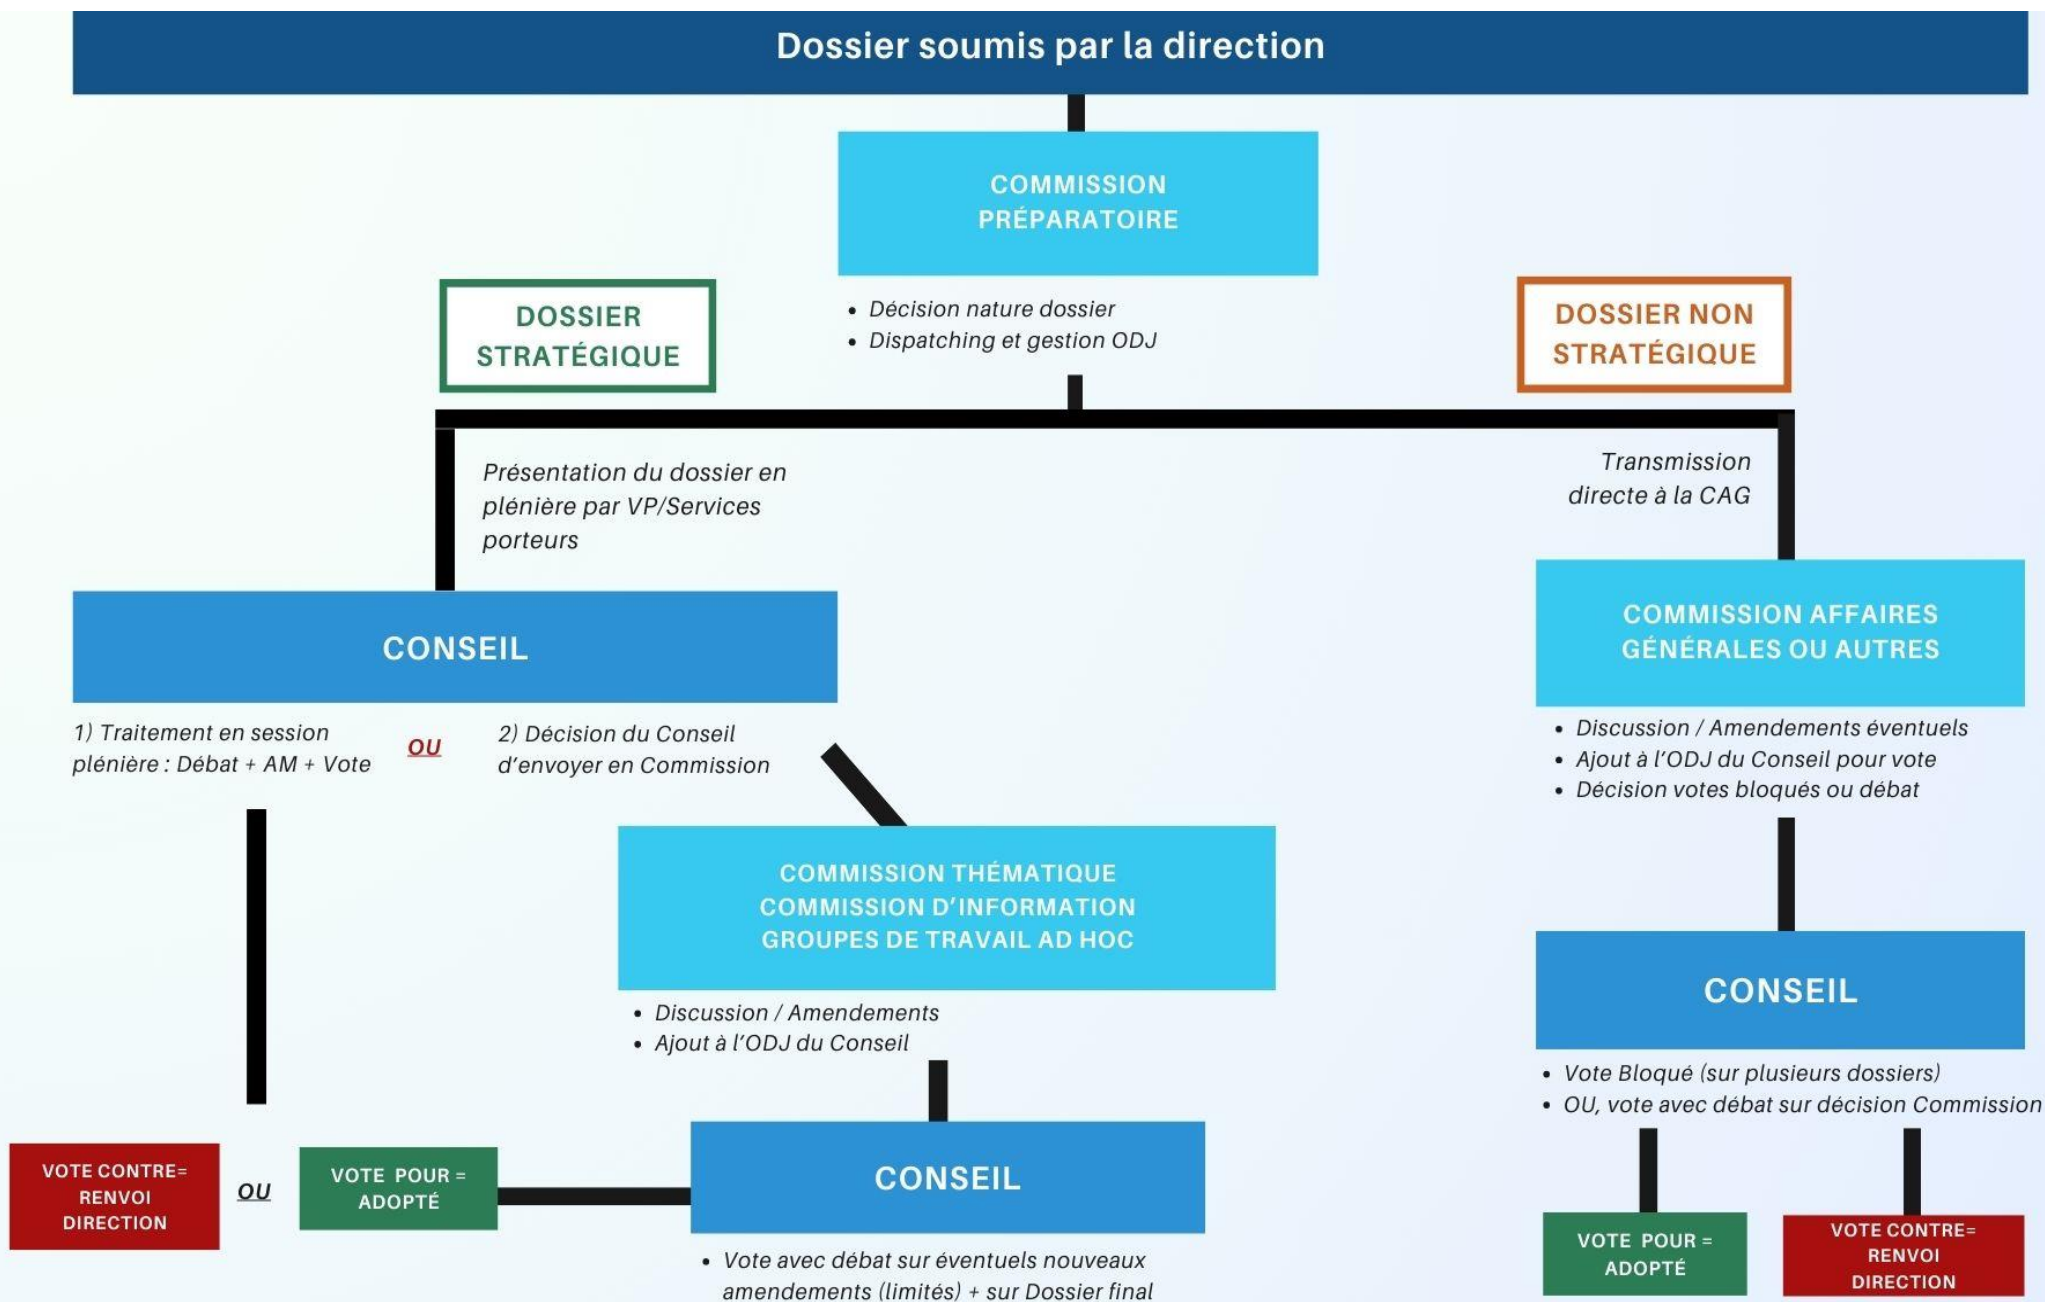 Dossier soumis par la direction
COMMISSION
PRÉPARATOIRE
• Décision nature dossier
• Dispatching et gestion ODJ
DOSSIER
STRATÉGIQUE
DOSSIER NON
STRATÉGIQUE
Présentation du dossier en
plénière par VP/Services
porteurs
Transmission
directe à la CAG
CONSEIL
1) Traitement en session
plénière : Débat + AM + Vote
OU
2) Décision du Conseil
d'envoyer en Commission
COMMISSION AFFAIRES
GÉNÉRALES OU AUTRES
• Discussion / Amendements éventuels
• Ajout à l'ODJ du Conseil pour vote
• Décision votes bloqués ou débat
COMMISSION THÉMATIQUE
COMMISSION D'INFORMATION
GROUPES DE TRAVAIL AD HOC
• Discussion / Amendements
• Ajout à l'ODJ du Conseil
CONSEIL
• Vote Bloqué (sur plusieurs dossiers)
• OU, vote avec débat sur décision Commission
VOTE CONTRE=
RENVOI
DIRECTION
OU
VOTE POUR =
ADOPTÉ
CONSEIL
• Vote avec débat sur éventuels nouveaux
amendements (limités) + sur Dossier final
VOTE POUR =
ADOPTÉ
VOTE CONTRE=
RENVOI
DIRECTION